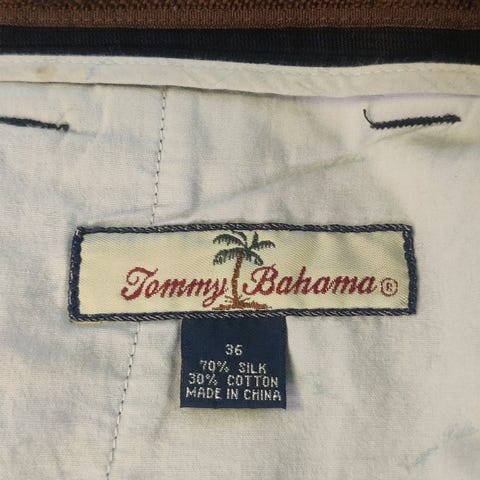 Tommy Bahama ®
36
70% SILK
30% COTTON
MADE IN CHINA